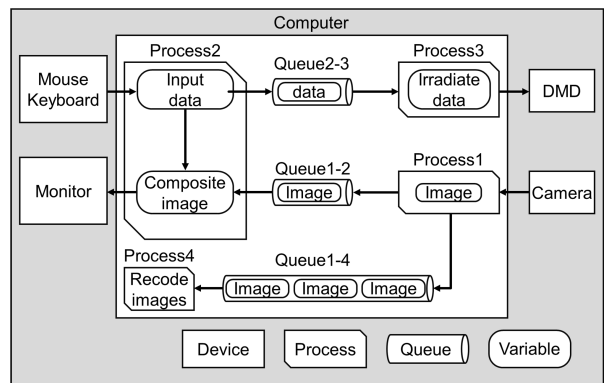 Computer
Process2
Queue2-3
Process3
Mouse
Keyboard
Input
data
data
Irradiate
data
DMD
Monitor
Composite
image
Queue1-2
Image
Process1
Image
Camera
Process4
Recode
images
Queue1-4
Image Image Image
Device Process Queue Variable